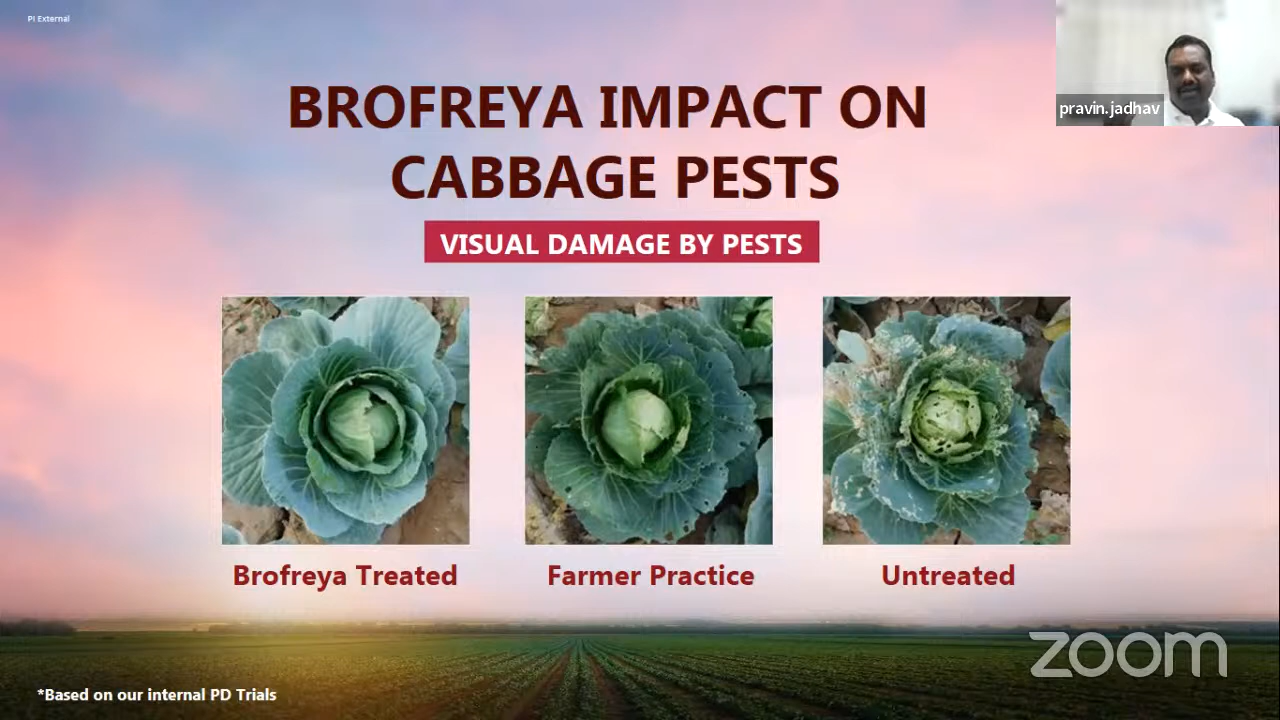 PI External
pravin.jadhav
BROFREYA IMPACT ON
CABBAGE PESTS
VISUAL DAMAGE BY PESTS
Brofreya Treated
Farmer Practice
Untreated
zoom
*Based on our internal PD Trials